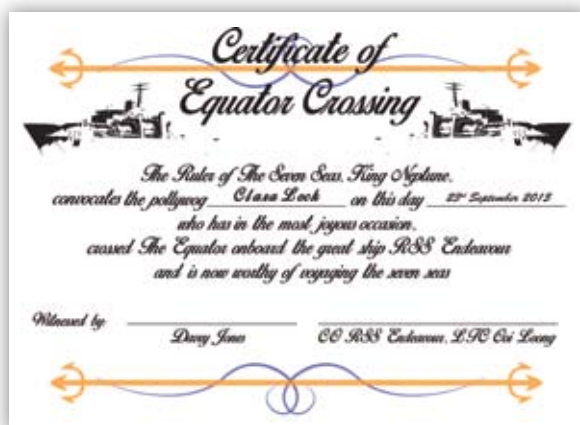 Certificate of
Equator Crossing
The Ruler of The Seven Seas, King Neptune,
convocates the pollywog Clara Lock on this day 23rd September 2013
who has in the most joyous occasion,
crossed The Equator onboard the great ship RSS Endeavour
and is now worthy of voyaging the seven seas
Witnessed by:
Davy Jones CO RSS Endeavour, LTC Ooi Leong